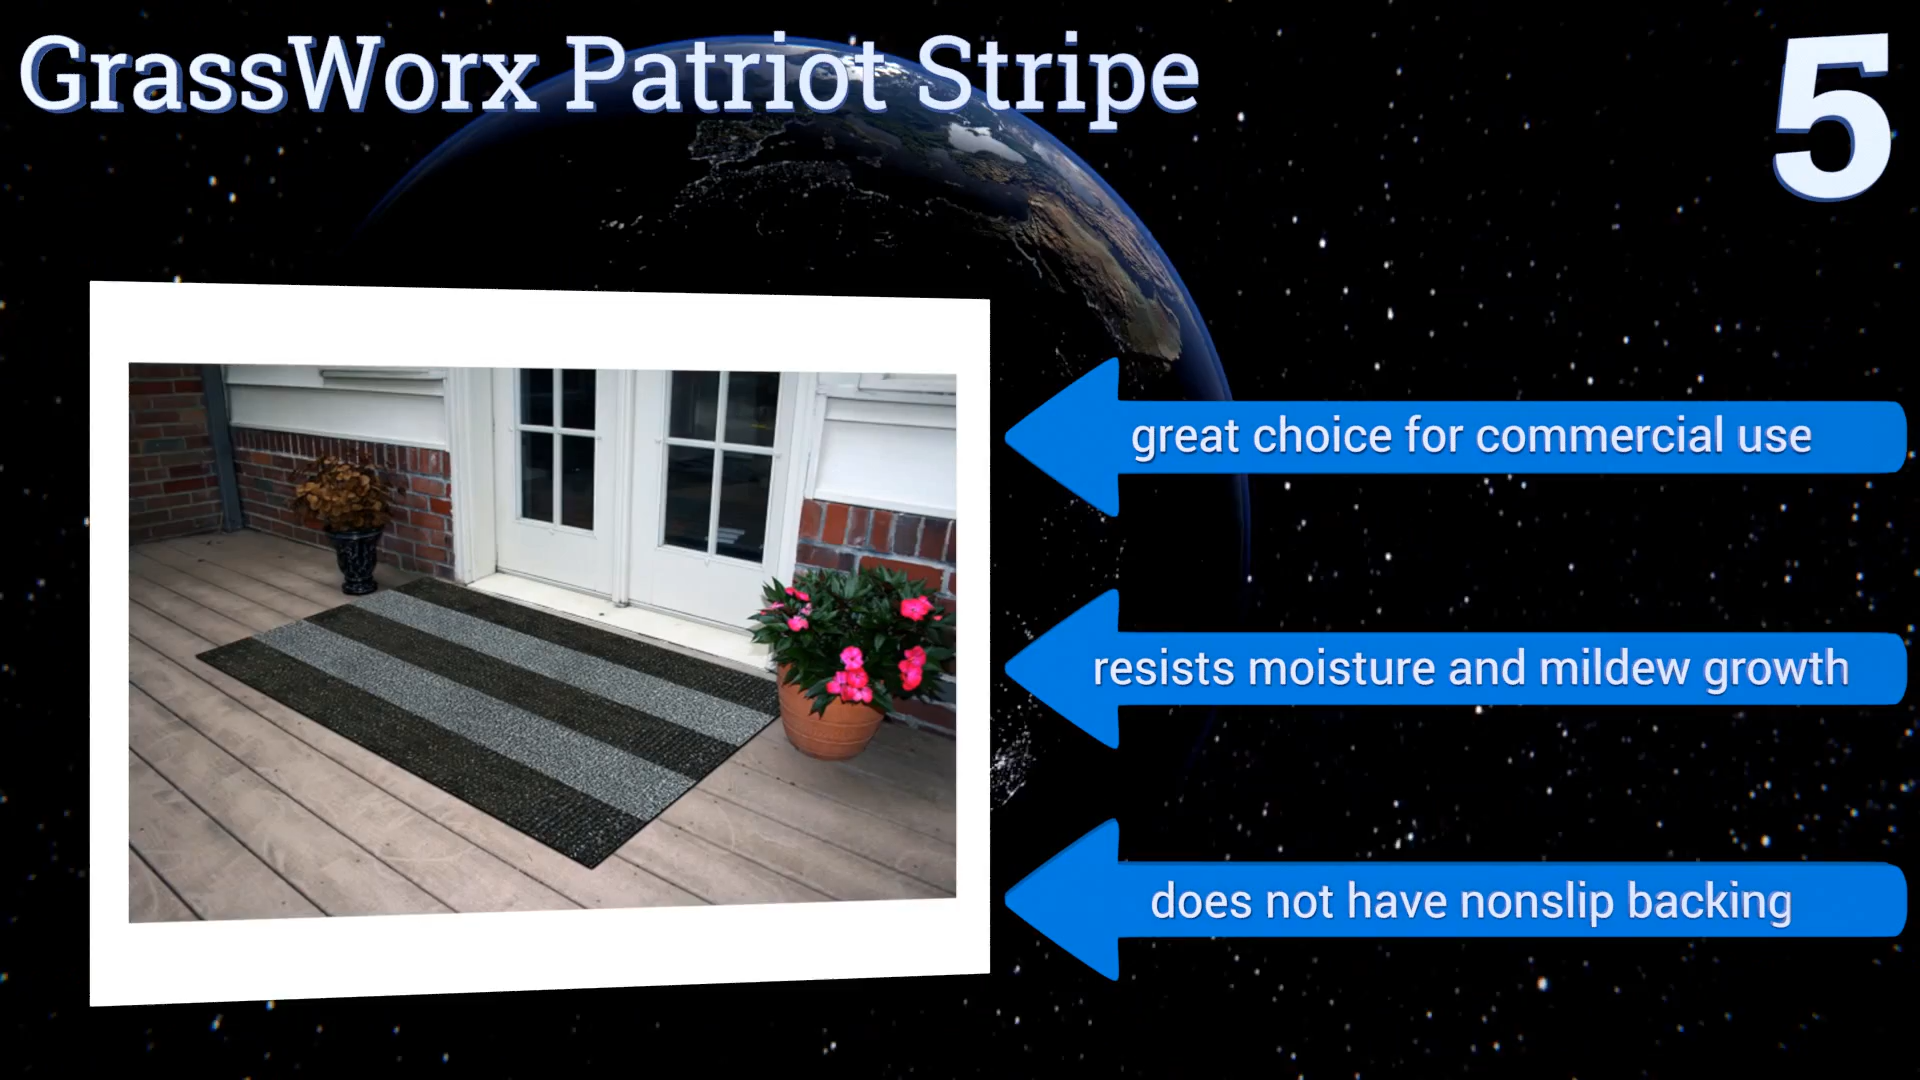 GrassWorx Patriot Stripe
5
great choice for commercial use
resists moisture and mildew growth
does not have nonslip backing